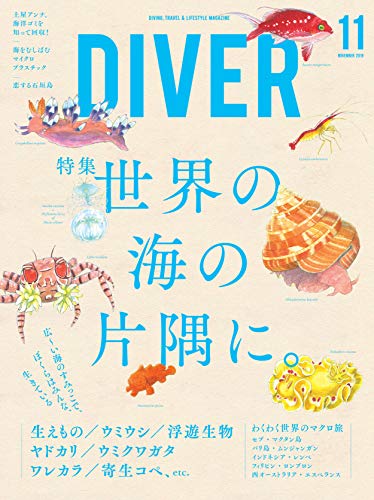 DIVING, TRAVEL & LIFESTYLE MAGAZINE
DIVER
11
NOVEMBER 2019
土屋アンナ、
海洋ゴミを
知って回収!
海をむしばむ
マイクロ
プラスチック
恋する石垣島
特集
世界の
海の
片隅に。
広〜い海のすみっこで、
ぼくらはみんな、
生きている
生えもの/ウミウシ/浮遊生物
ヤドカリ/ウミクワガタ
ワレカラ/寄生コペ、etc.
わくわく世界のマクロ旅
セブ・マクタン島
バリ島・ムンジャンガン
インドネシア・レンベ
フィリピン・ロンブロン
西オーストラリア・エスペランス